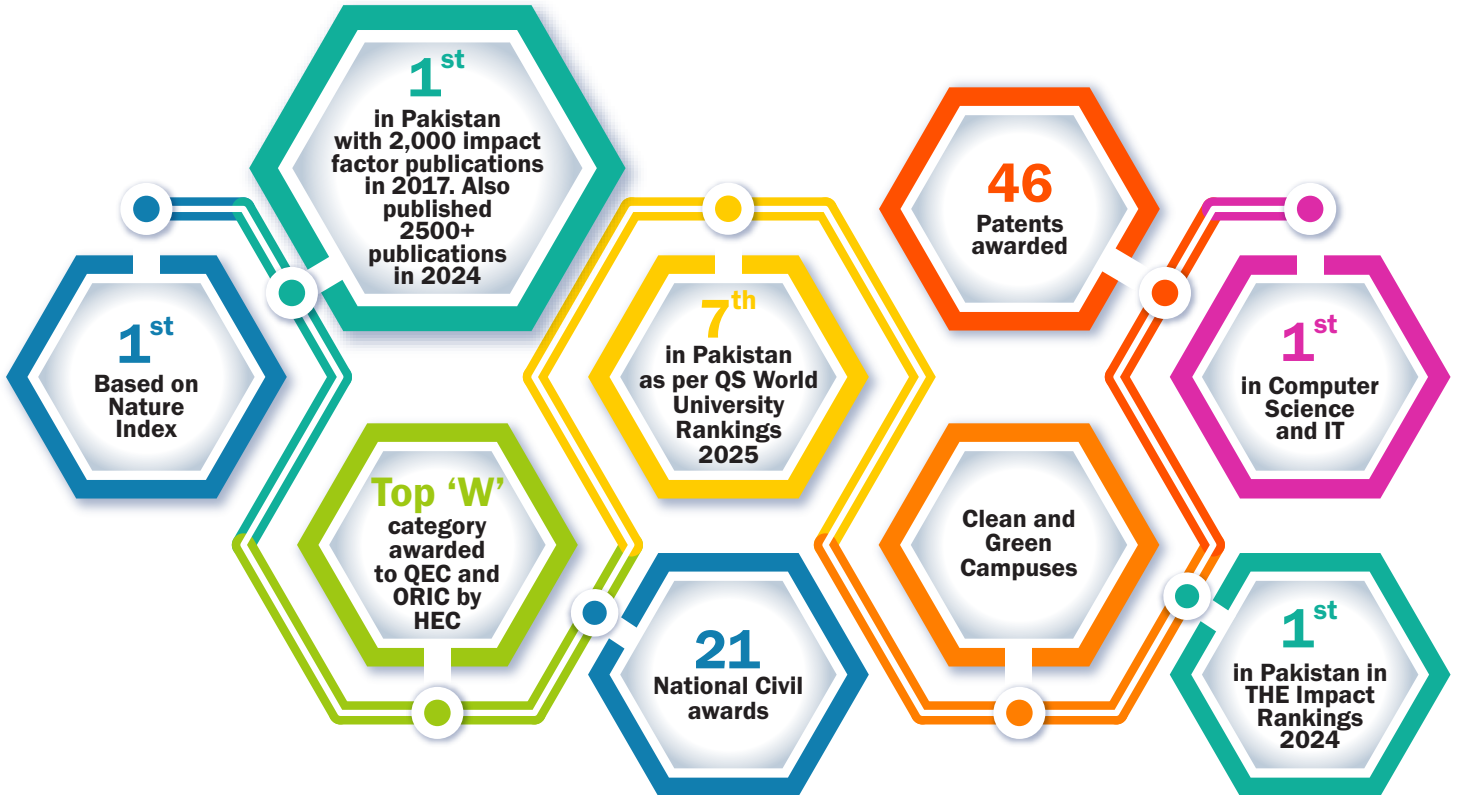 1st
Based on
Nature
Index
1st
in Pakistan
with 2,000 impact
factor publications
in 2017. Also
published
2500+
publications
in 2024
Top ‘W’
category
awarded
to QEC and
ORIC by
HEC
21
National Civil
awards
7th
in Pakistan
as per QS World
University
Rankings
2025
46
Patents
awarded
Clean and
Green
Campuses
1st
in Computer
Science
and IT
1st
in Pakistan in
THE Impact
Rankings
2024